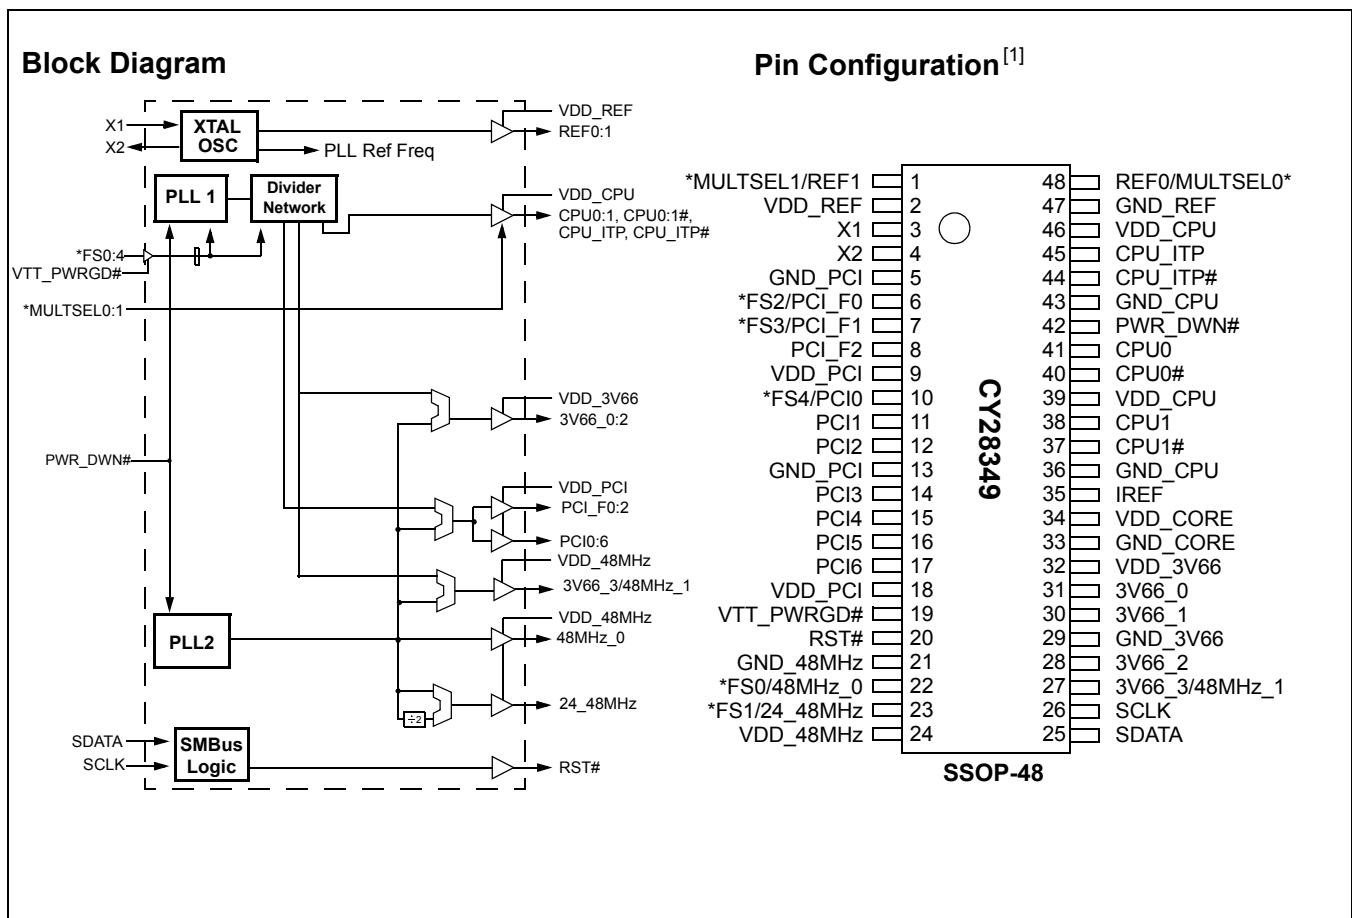 Block Diagram
Pin Configuration[1]
X1
X2
XTAL
OSC
VDD_REF
REF0:1
PLL Ref Freq
PLL 1
Divider
Network
VDD_CPU
CPU0:1, CPU0:1#,
CPU_ITP, CPU_ITP#
*FS0:4
VTT_PWRGD#
*MULTSEL0:1
VDD_3V66
3V66_0:2
PWR_DWN#
VDD_PCI
PCI_F0:2
PCI0:6
VDD_48MHz
3V66_3/48MHz_1
VDD_48MHz
48MHz_0
PLL2
÷2
24_48MHz
SDATA
SCLK
SMBus
Logic
RST#
*MULTSEL1/REF1 1 48 REF0/MULTSEL0*
VDD_REF 2 47 GND_REF
X1 3 46 VDD_CPU
X2 4 45 CPU_ITP
GND_PCI 5 44 CPU_ITP#
*FS2/PCI_F0 6 43 GND_CPU
*FS3/PCI_F1 7 42 PWR_DWN#
PCI_F2 8 41 CPU0
VDD_PCI 9 40 CPU0#
*FS4/PCI0 10 39 VDD_CPU
PCI1 11 38 CPU1
PCI2 12 37 CPU1#
GND_PCI 13 36 GND_CPU
PCI3 14 35 IREF
PCI4 15 34 VDD_CORE
PCI5 16 33 GND_CORE
PCI6 17 32 VDD_3V66
VDD_PCI 18 31 3V66_0
VTT_PWRGD# 19 30 3V66_1
RST# 20 29 GND_3V66
GND_48MHz 21 28 3V66_2
*FS0/48MHz_0 22 27 3V66_3/48MHz_1
*FS1/24_48MHz 23 26 SCLK
VDD_48MHz 24 25 SDATA
CY28349
SSOP-48